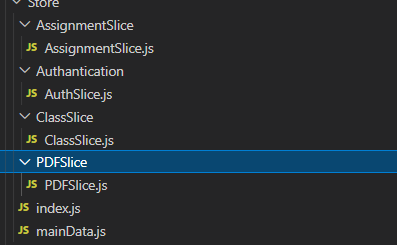 Store
AssignmentSlice
JS AssignmentSlice.js
Authantication
JS AuthSlice.js
ClassSlice
JS ClassSlice.js
PDFSlice
JS PDFSlice.js
JS index.js
JS mainData.js